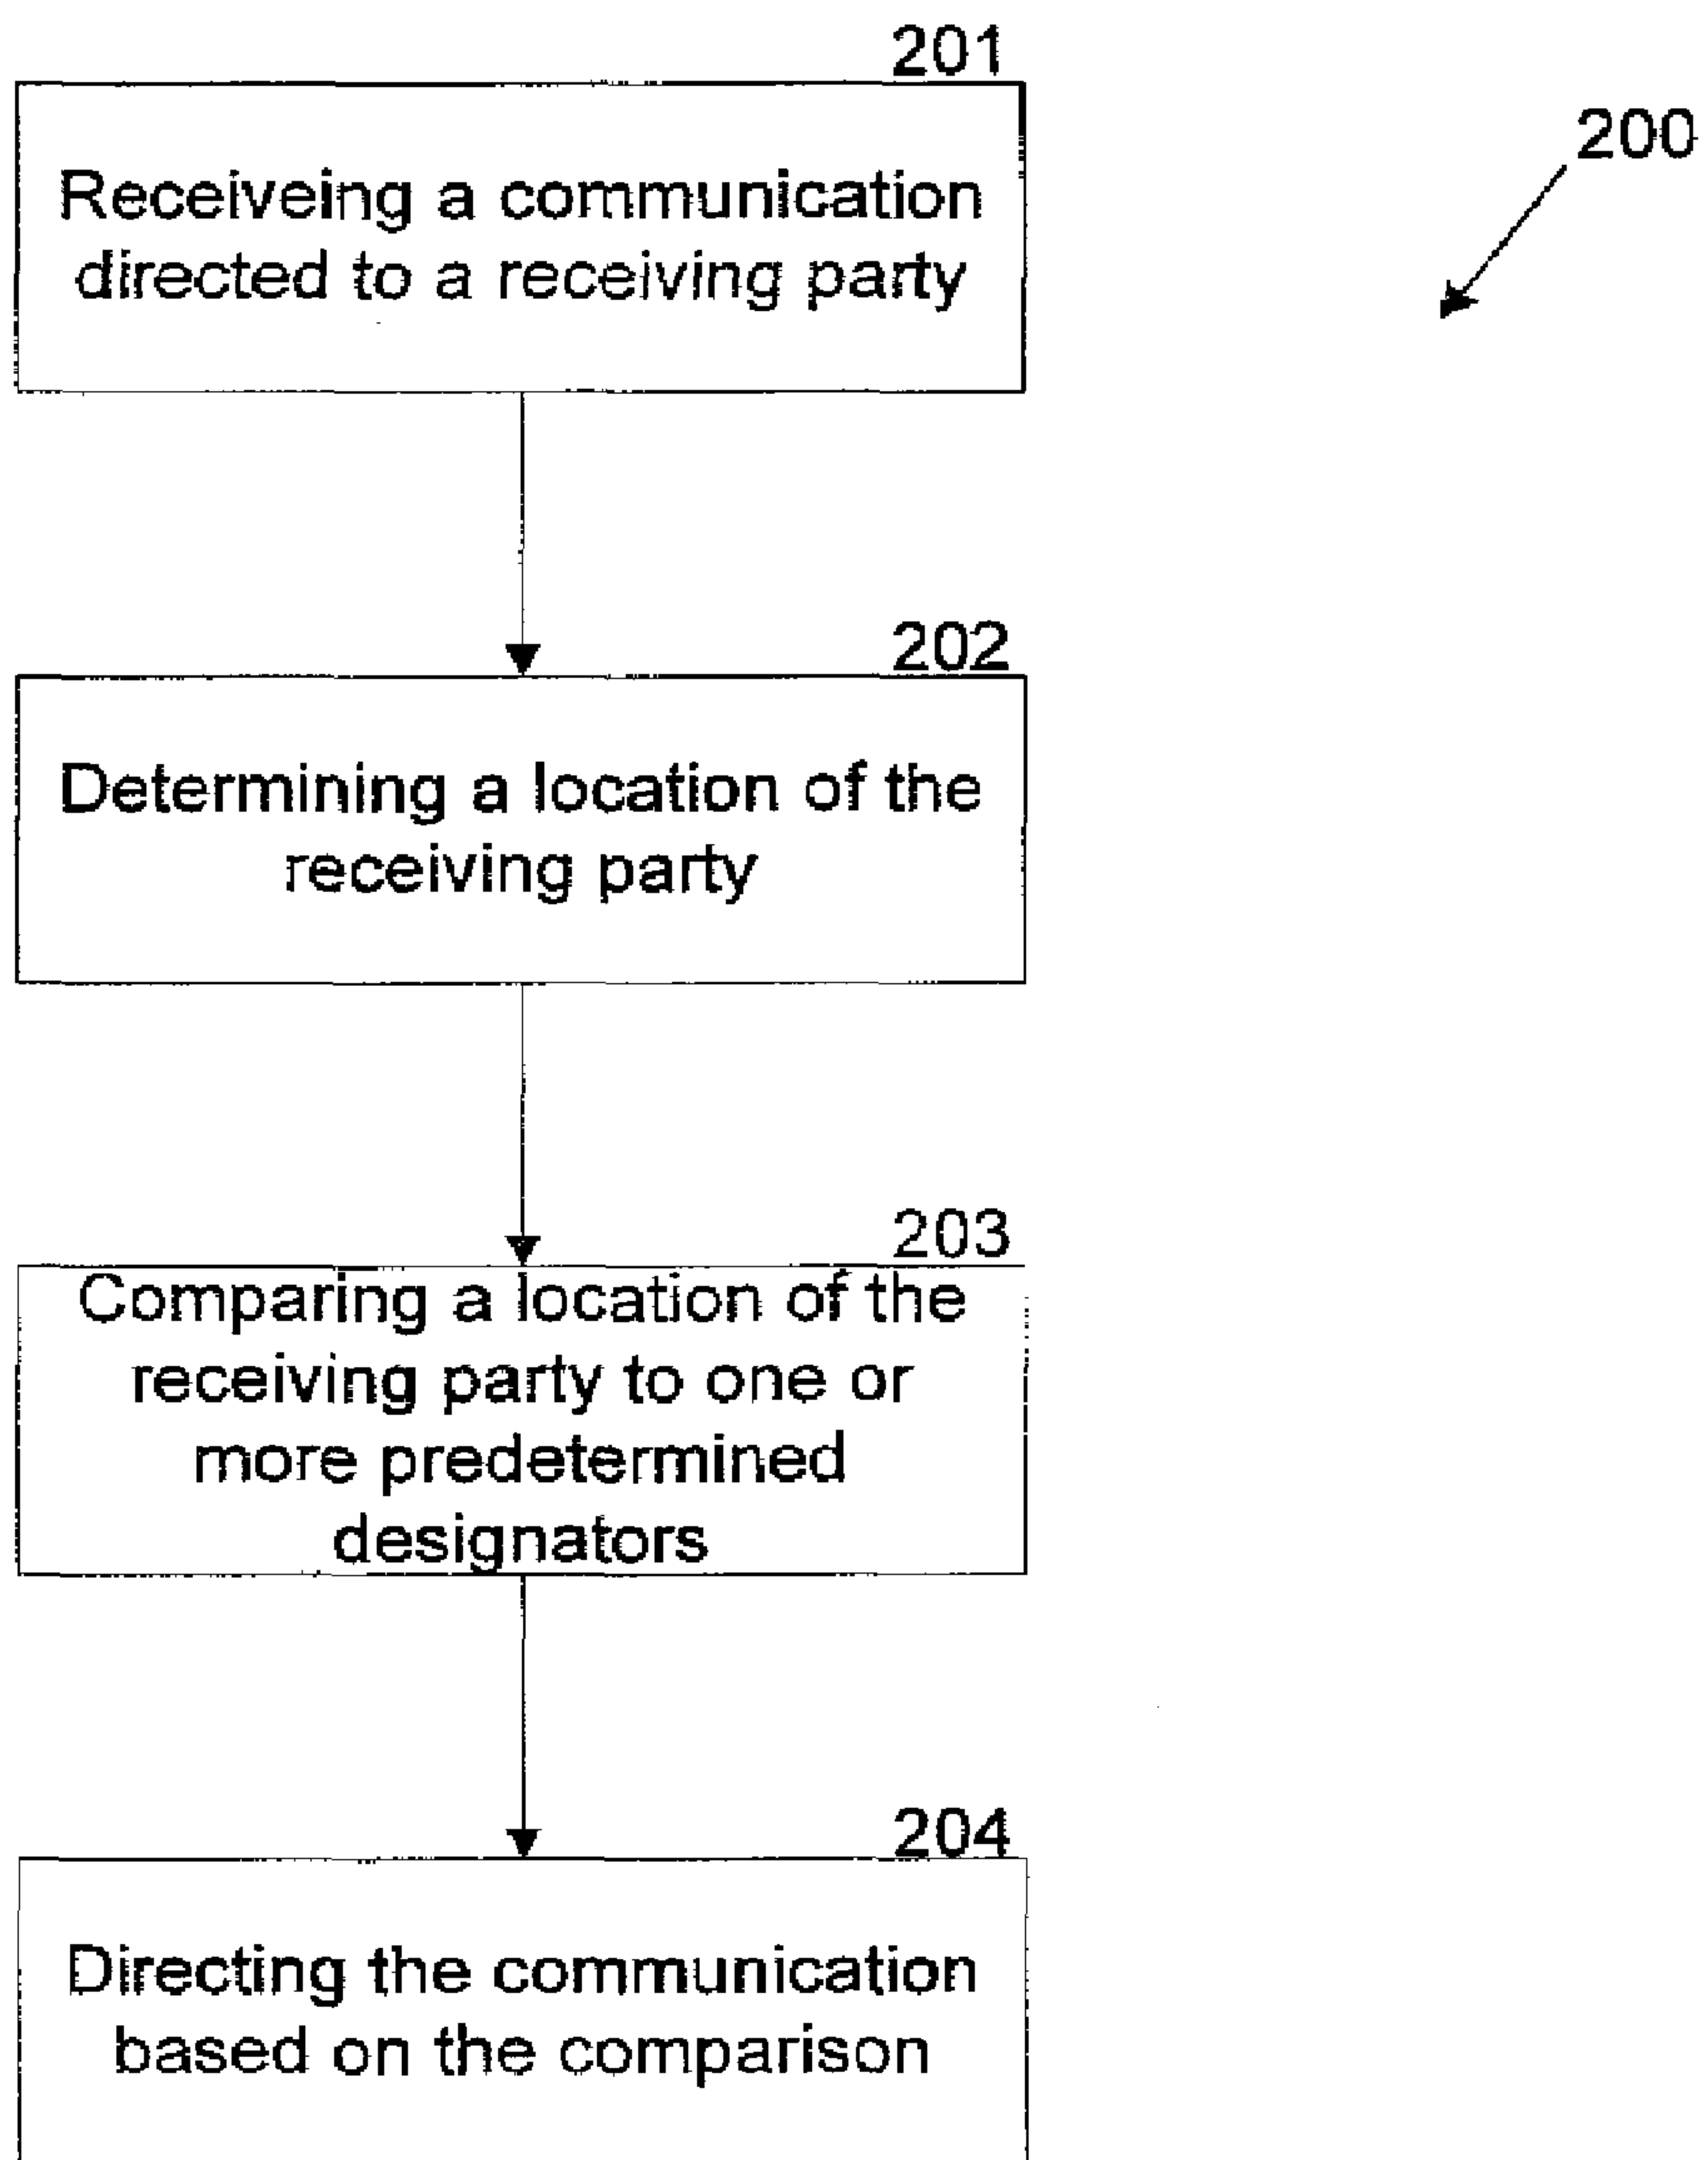 201
200
Receiveing a communication
directed to a receiving party
202
Determining a location of the
receiving party
203
Comparing a location of the
receiving party to one or
more predetermined
designators
204
Directing the communication
based on the comparison